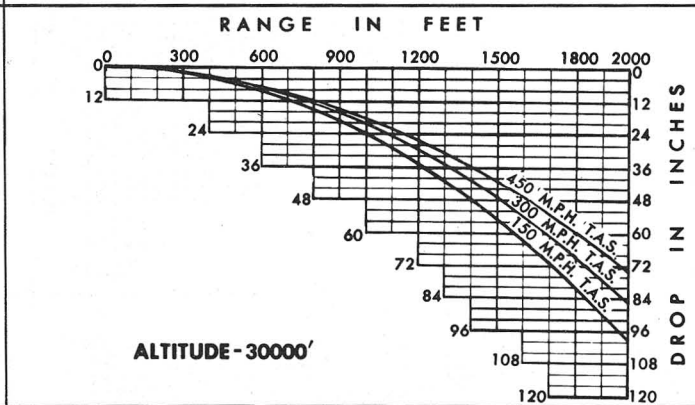 RANGE IN FEET
0 300 600 900 1200 1500 1800 2000
0 0
12 12
24 24
36 36
48 48
60 60
72 72
84 84
96 96
108 108
120 120
450 M.P.H. T.A.S.
300 M.P.H. T.A.S.
150 M.P.H. T.A.S.
DROP IN INCHES
ALTITUDE-30000'